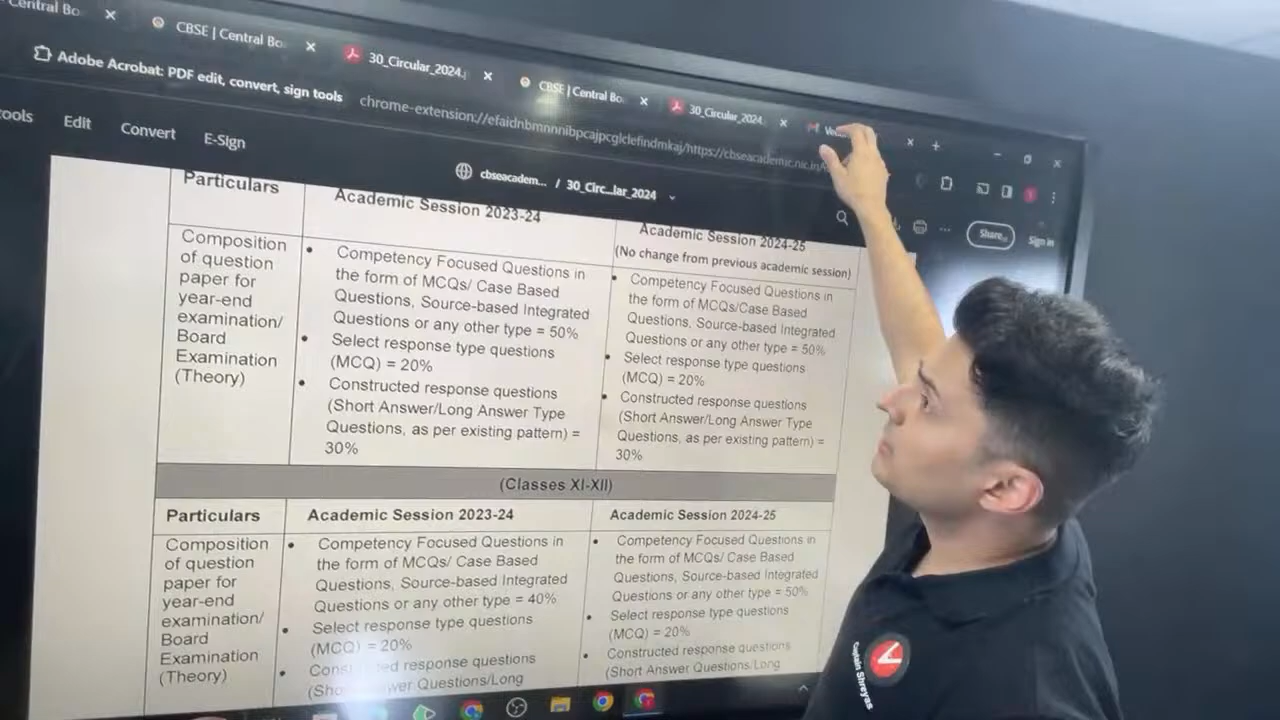 Central Bo
CBSE | Central Bo
30_Circular_2024.
CBSE | Central Bo
30_Circular_2024
Adobe Acrobat: PDF edit, convert, sign tools
chrome-extension://efaidnbmnnnibpcajpcglclefindmkaj/https://cbseacademic.nic.in/
ools
Edit
Convert
E-Sign
cbseacadem... / 30_Circ...lar_2024
Share
Sign in
Particulars
Academic Session 2023-24
Academic Session 2024-25
(No change from previous academic session)
Composition
of question
paper for
year-end
examination/
Board
Examination
(Theory)
• Competency Focused Questions in
the form of MCQs/ Case Based
Questions, Source-based Integrated
Questions or any other type = 50%
• Select response type questions
(MCQ) = 20%
• Constructed response questions
(Short Answer/Long Answer Type
Questions, as per existing pattern) =
30%
• Competency Focused Questions in
the form of MCQs/Case Based
Questions, Source-based Integrated
Questions or any other type = 50%
• Select response type questions
(MCQ) = 20%
• Constructed response questions
(Short Answer/Long Answer Type
Questions, as per existing pattern) =
30%
(Classes XI-XII)
Particulars
Academic Session 2023-24
Academic Session 2024-25
Composition
of question
paper for
year-end
examination/
Board
Examination
(Theory)
• Competency Focused Questions in
the form of MCQs/ Case Based
Questions, Source-based Integrated
Questions or any other type = 40%
• Select response type questions
(MCQ) = 20%
• Cons ed response questions
(Sho wer Questions/Long
• Competency Focused Questions in
the form of MCQs/Case Based
Questions, Source-based Integrated
Questions or any other type = 50%
• Select response type questions
(MCQ) = 20%
• Constructed response questions
(Short Answer Questions/Long
Captain Shreyas